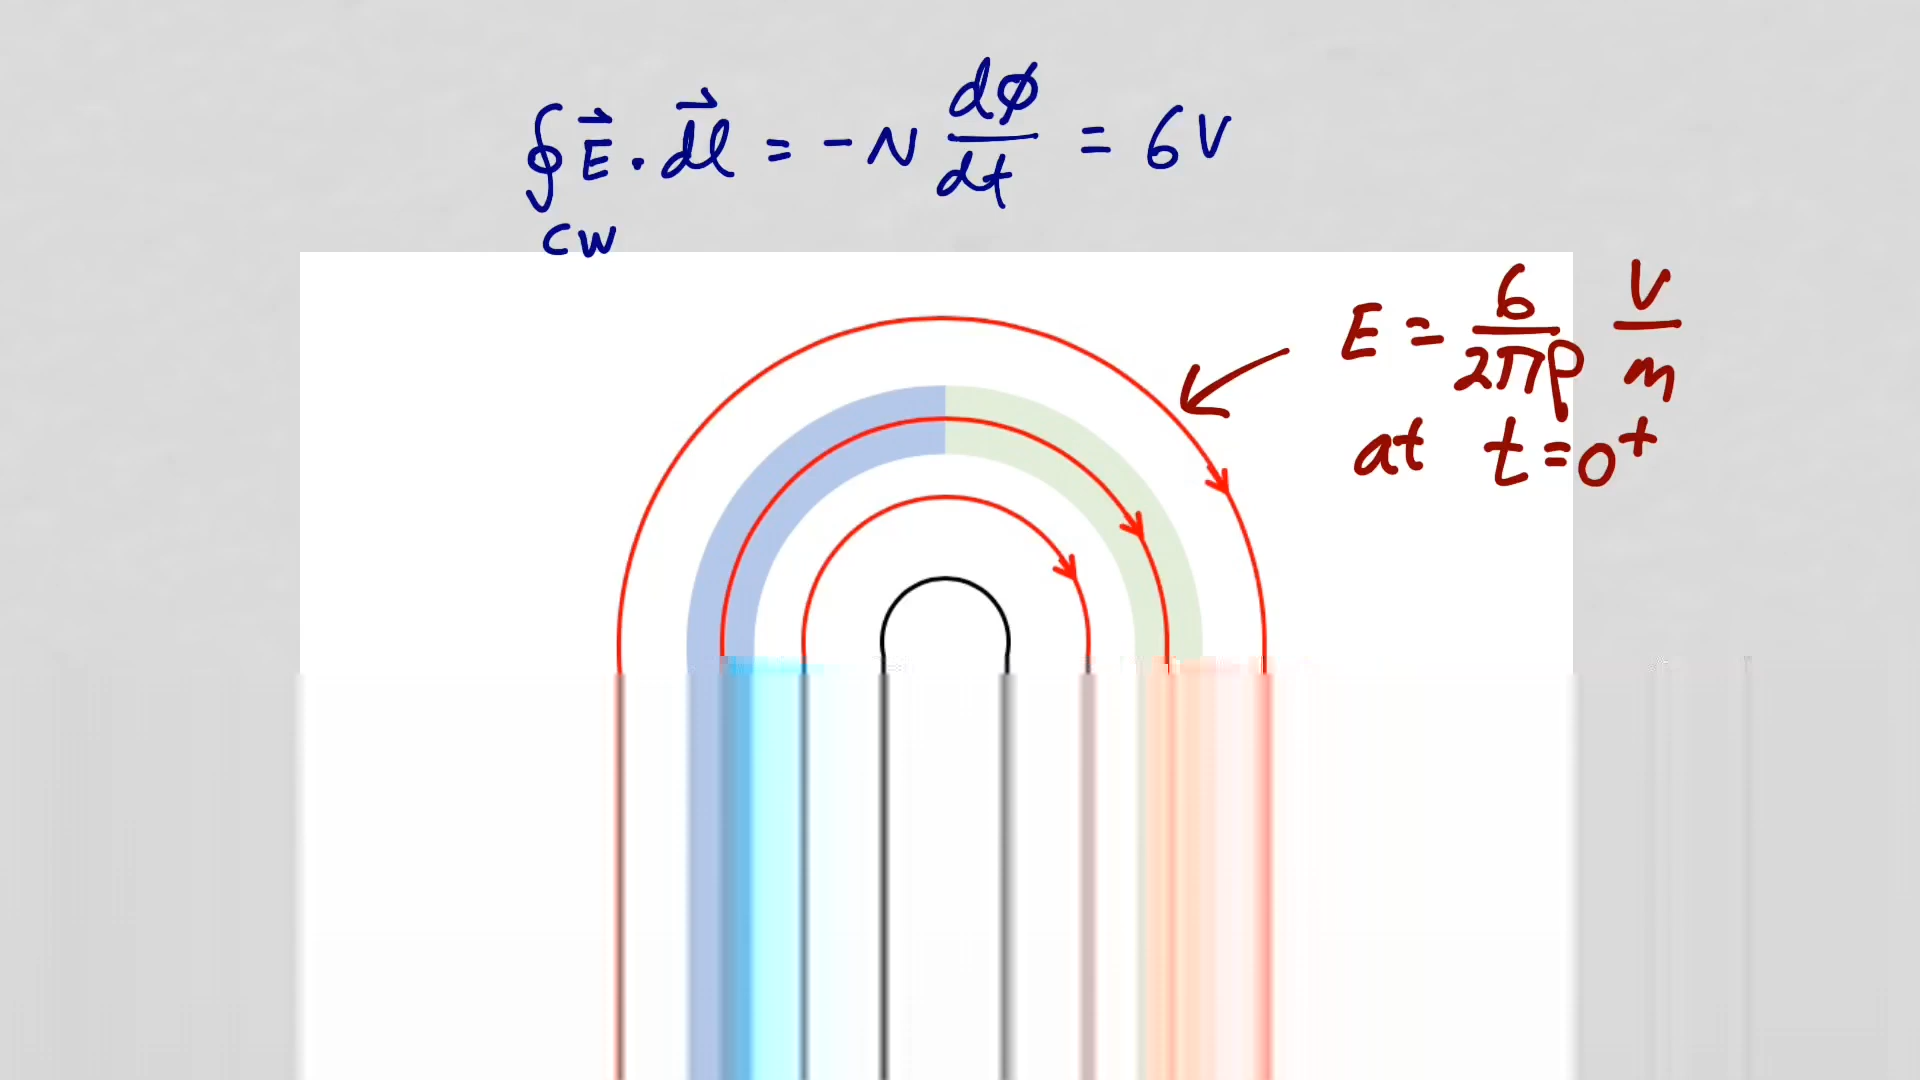 ∮E⃗ · dl⃗ = -N dφ/dt = 6V
CW
E = 6/2πρ V/m
at t=0⁺